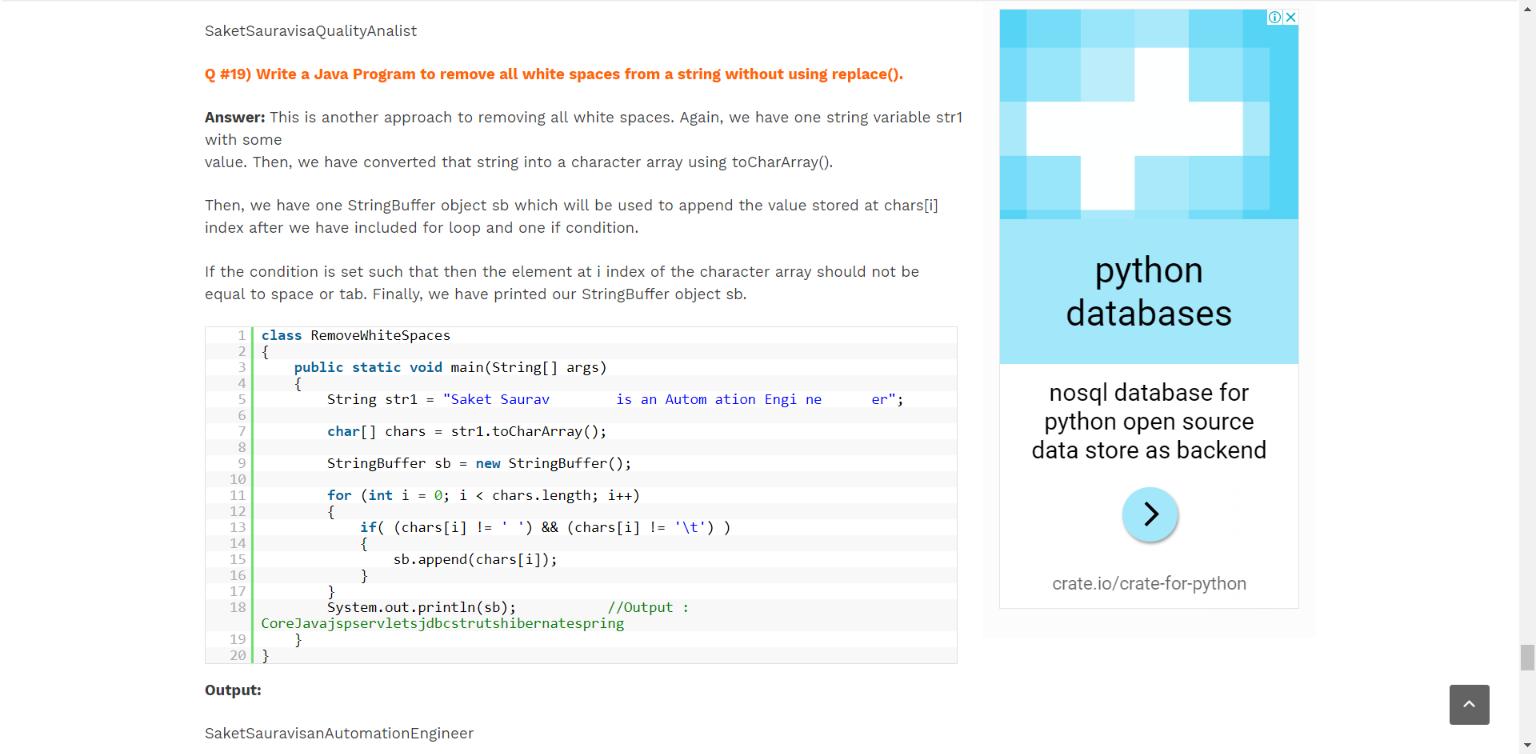 SaketSauravisaQualityAnalist
Q #19) Write a Java Program to remove all white spaces from a string without using replace().
Answer: This is another approach to removing all white spaces. Again, we have one string variable str1
with some
value. Then, we have converted that string into a character array using toCharArray().
Then, we have one StringBuffer object sb which will be used to append the value stored at chars[i]
index after we have included for loop and one if condition.
If the condition is set such that then the element at i index of the character array should not be
equal to space or tab. Finally, we have printed our StringBuffer object sb.
1 class RemoveWhiteSpaces
2 {
3     public static void main(String[] args)
4     {
5         String str1 = "Saket Saurav        is an Autom ation Engi ne      er";
6
7         char[] chars = str1.toCharArray();
8
9         StringBuffer sb = new StringBuffer();
10
11         for (int i = 0; i < chars.length; i++)
12         {
13             if( (chars[i] != ' ') && (chars[i] != '\t') )
14             {
15                 sb.append(chars[i]);
16             }
17         }
18         System.out.println(sb);           //Output :
CoreJavajspservletsjdbcstrutshibernatespring
19     }
20 }
Output:
SaketSauravisanAutomationEngineer
python
databases
nosql database for
python open source
data store as backend
crate.io/crate-for-python